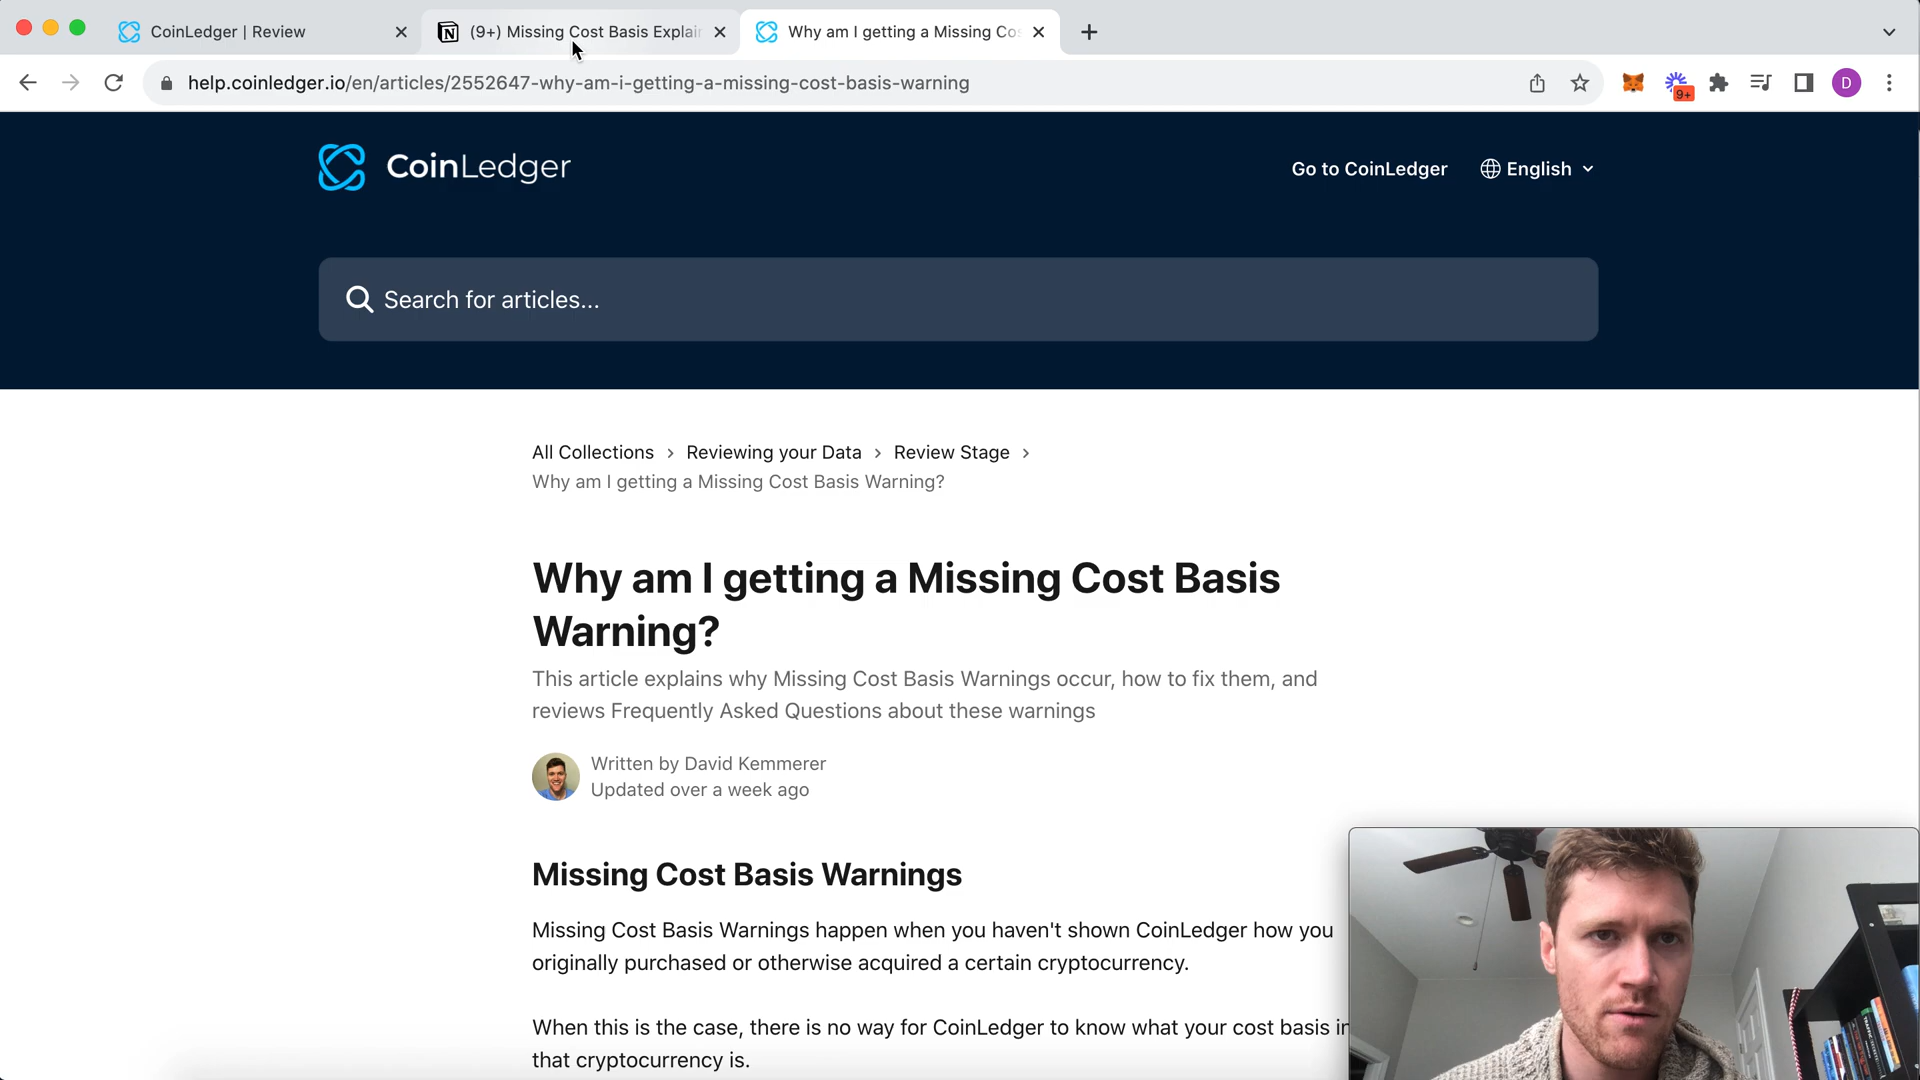 CoinLedger | Review
(9+) Missing Cost Basis Explai
Why am I getting a Missing Co
help.coinledger.io/en/articles/2552647-why-am-i-getting-a-missing-cost-basis-warning
9+
D
CoinLedger
Go to CoinLedger
English
Search for articles...
All Collections > Reviewing your Data > Review Stage >
Why am I getting a Missing Cost Basis Warning?
Why am I getting a Missing Cost Basis
Warning?
This article explains why Missing Cost Basis Warnings occur, how to fix them, and
reviews Frequently Asked Questions about these warnings
Written by David Kemmerer
Updated over a week ago
Missing Cost Basis Warnings
Missing Cost Basis Warnings happen when you haven't shown CoinLedger how you
originally purchased or otherwise acquired a certain cryptocurrency.
When this is the case, there is no way for CoinLedger to know what your cost basis in
that cryptocurrency is.